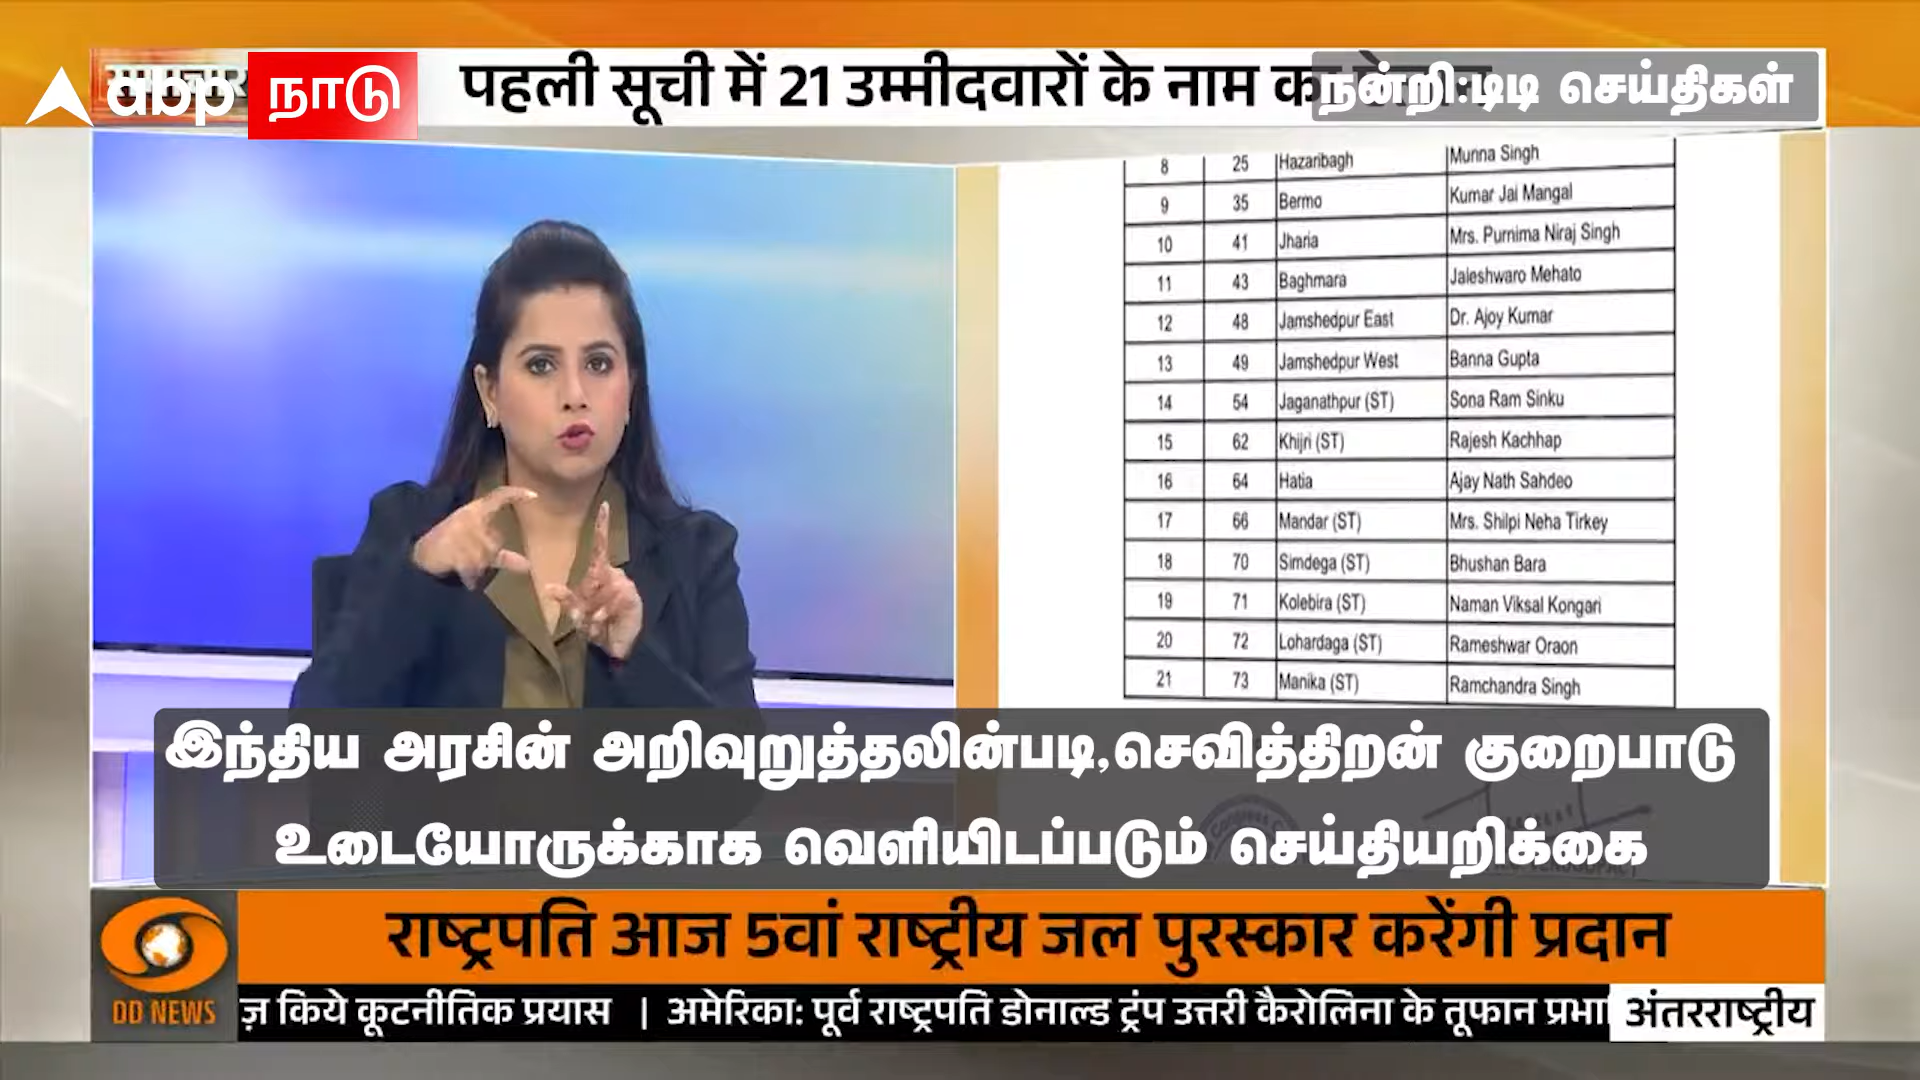 abp நாடு
पहली सूची में 21 उम्मीदवारों के नाम का
நன்றி:டிடி செய்திகள்
8 25 Hazaribagh Munna Singh
9 35 Bermo Kumar Jai Mangal
10 41 Jharia Mrs. Purnima Niraj Singh
11 43 Baghmara Jaleshwaro Mehato
12 48 Jamshedpur East Dr. Ajoy Kumar
13 49 Jamshedpur West Banna Gupta
14 54 Jaganathpur (ST) Sona Ram Sinku
15 62 Khijri (ST) Rajesh Kachhap
16 64 Hatia Ajay Nath Sahdeo
17 66 Mandar (ST) Mrs. Shilpi Neha Tirkey
18 70 Simdega (ST) Bhushan Bara
19 71 Kolebira (ST) Naman Viksal Kongari
20 72 Lohardaga (ST) Rameshwar Oraon
21 73 Manika (ST) Ramchandra Singh
இந்திய அரசின் அறிவுறுத்தலின்படி,செவித்திறன் குறைபாடு
உடையோருக்காக வெளியிடப்படும் செய்தியறிக்கை
राष्ट्रपति आज 5वां राष्ट्रीय जल पुरस्कार करेंगी प्रदान
DD NEWS
ज़ किये कूटनीतिक प्रयास | अमेरिका: पूर्व राष्ट्रपति डोनाल्ड ट्रंप उत्तरी कैरोलिना के तूफान प्रभा
अंतरराष्ट्रीय